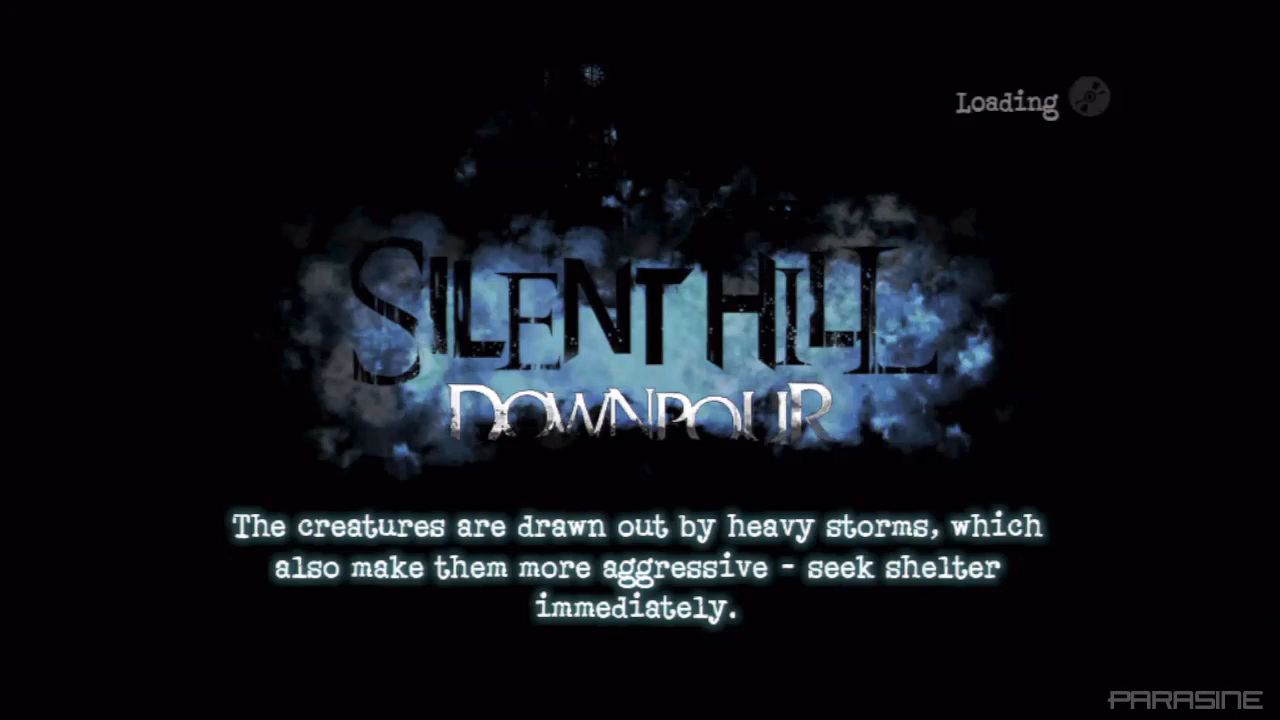 Loading
SILENT HILL
DOWNPOUR
The creatures are drawn out by heavy storms, which
also make them more aggressive - seek shelter
immediately.
PARASINE